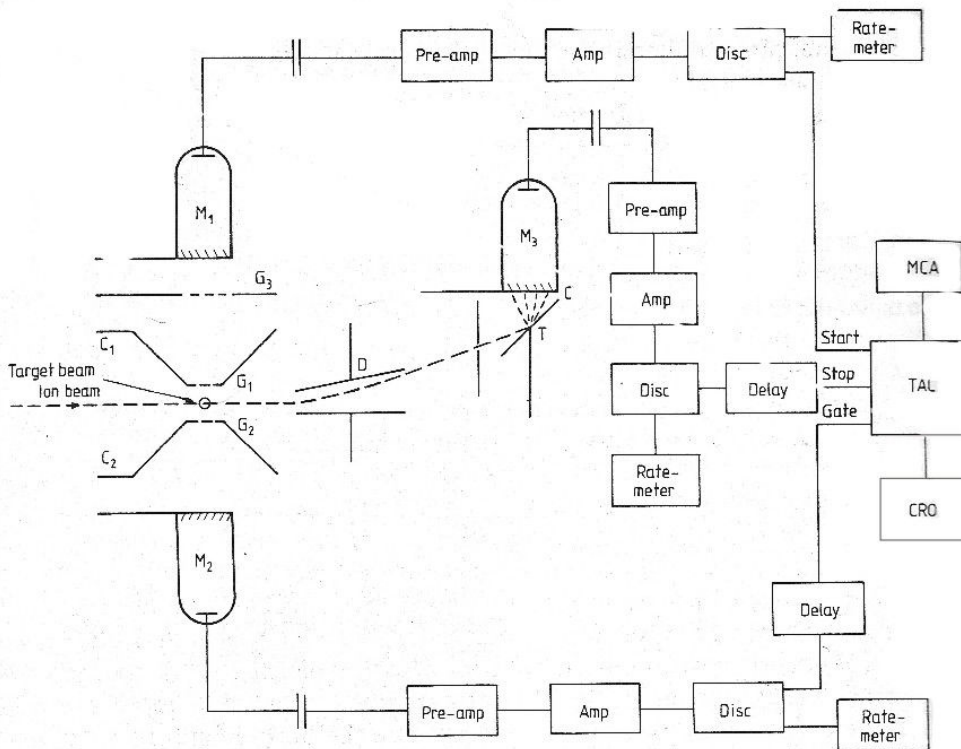 Pre-amp
Amp
Disc
Rate-
meter
M1
M3
Pre-amp
G3
C
MCA
Amp
C1
T
Start
Target beam
Ion beam
G1
D
Stop
TAC
Disc
Delay
G2
Gate
C2
Rate-
meter
CRO
M2
Delay
Pre-amp
Amp
Disc
Rate-
meter